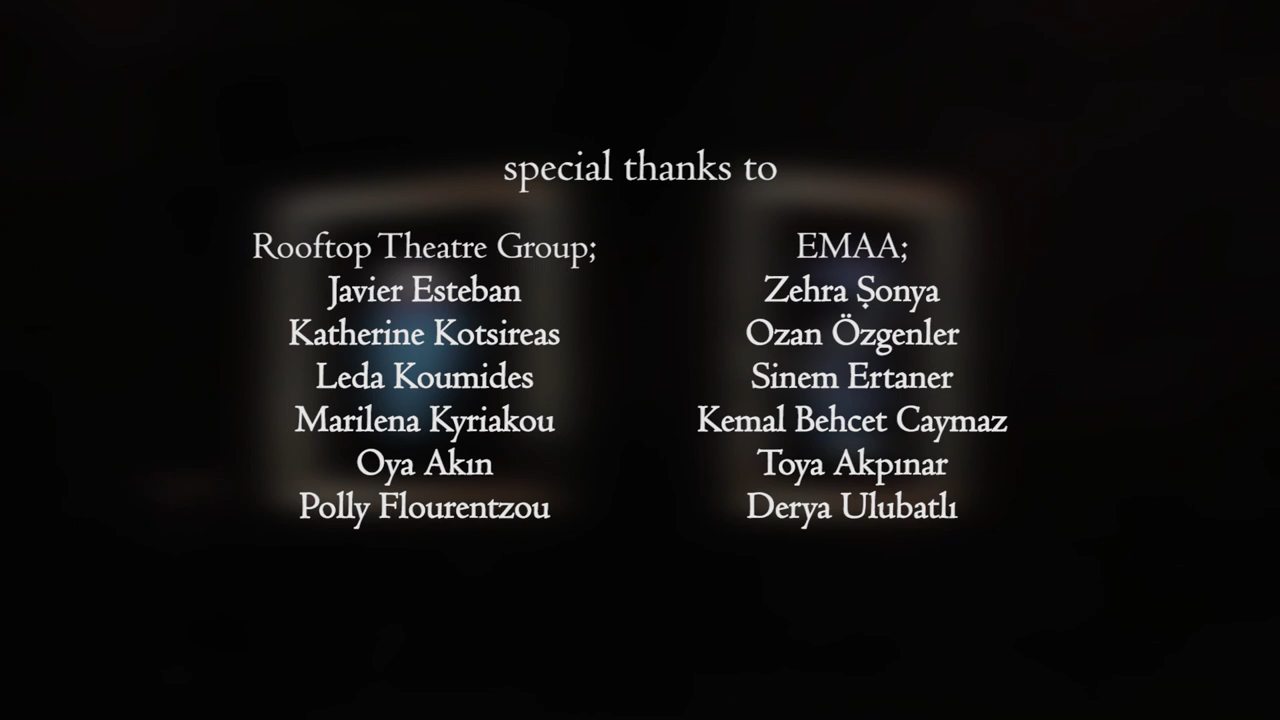 special thanks to
Rooftop Theatre Group;
Javier Esteban
Katherine Kotsireas
Leda Koumides
Marilena Kyriakou
Oya Akın
Polly Flourentzou
EMAA;
Zehra Şonya
Ozan Özgenler
Sinem Ertaner
Kemal Behcet Caymaz
Toya Akpınar
Derya Ulubatlı